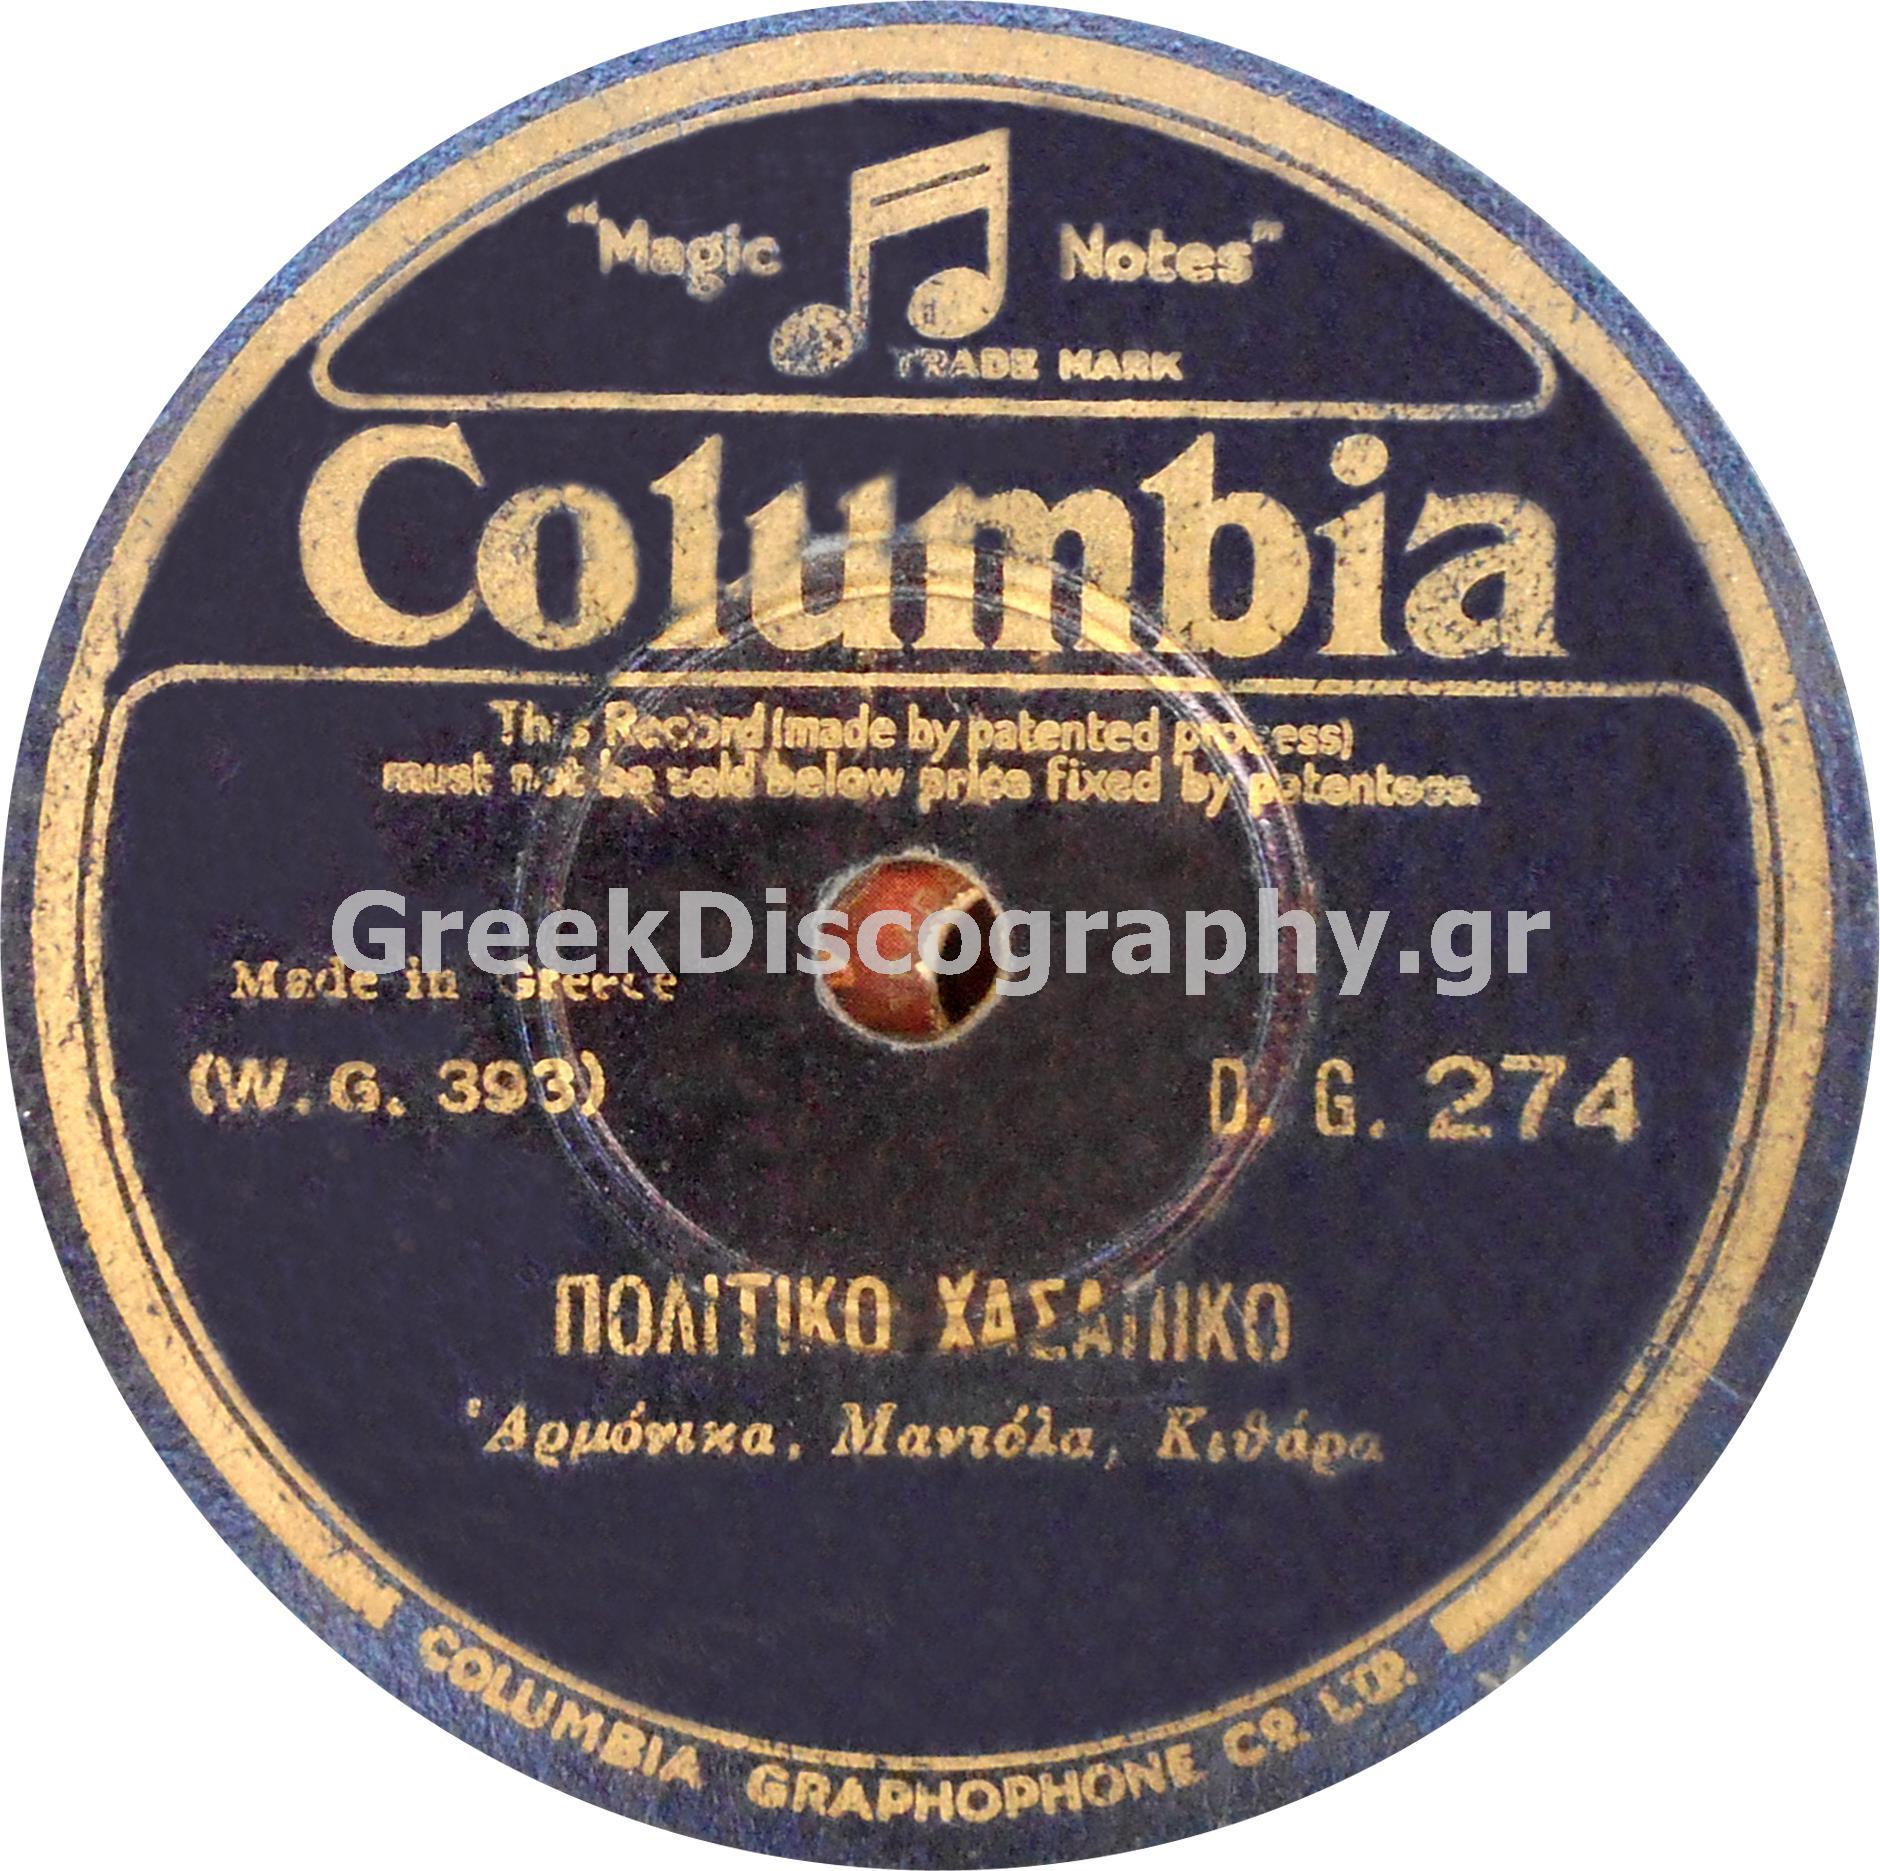 "Magic Notes"
TRADE MARK
Columbia
This Record (made by patented process)
must not be sold below price fixed by patentees.
GreekDiscography.gr
Made in Greece
(W. G. 393) D. G. 274
ΠΟΛΙΤΙΚΟ ΧΑΣΑΠΙΚΟ
Ἁρμόνικα, Μαντόλα, Κιθάρα
COLUMBIA GRAPHOPHONE CO. LTD.